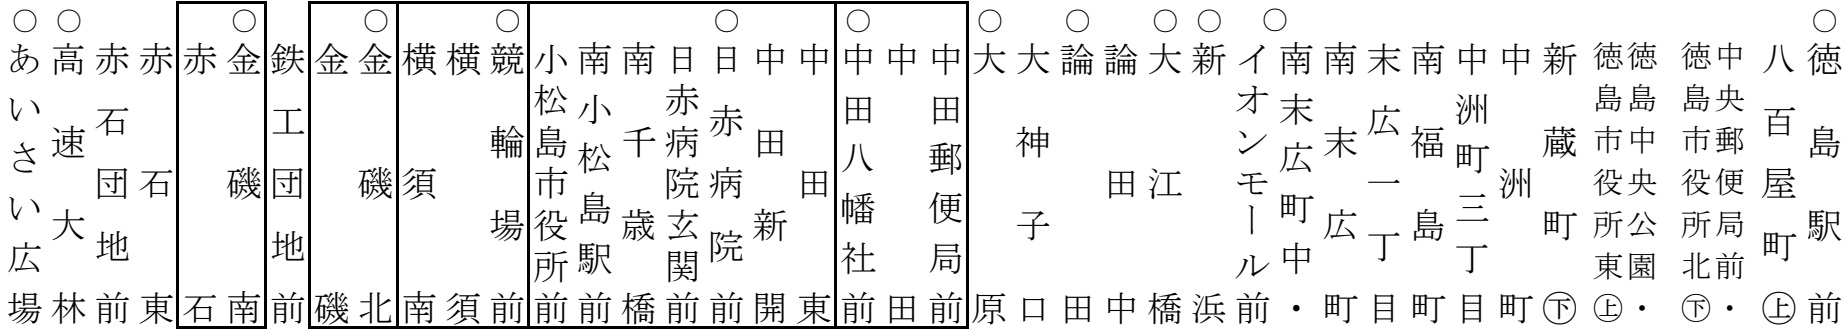 ○徳島駅前
八百屋町㊤
中央郵便局前・
徳島市役所北㊦
徳島中央公園・
徳島市役所東㊤
新蔵町㊦
中洲町
中洲町三丁目
南福島町
末広一丁目
南末広町
南末広町中・
○イオンモール前
○新浜
○大江橋
論田中
○論田
大神子口
○大原
中田郵便局前
中田
○中田八幡社前
中田東
中田新開
○日赤病院前
日赤病院玄関前
南千歳橋
南小松島駅前
小松島市役所前
○競輪場前
横須
横須南
○金磯北
金磯
鉄工団地前
○金磯南
赤石
赤石東
赤石団地前
○高速大林
○あいさい広場